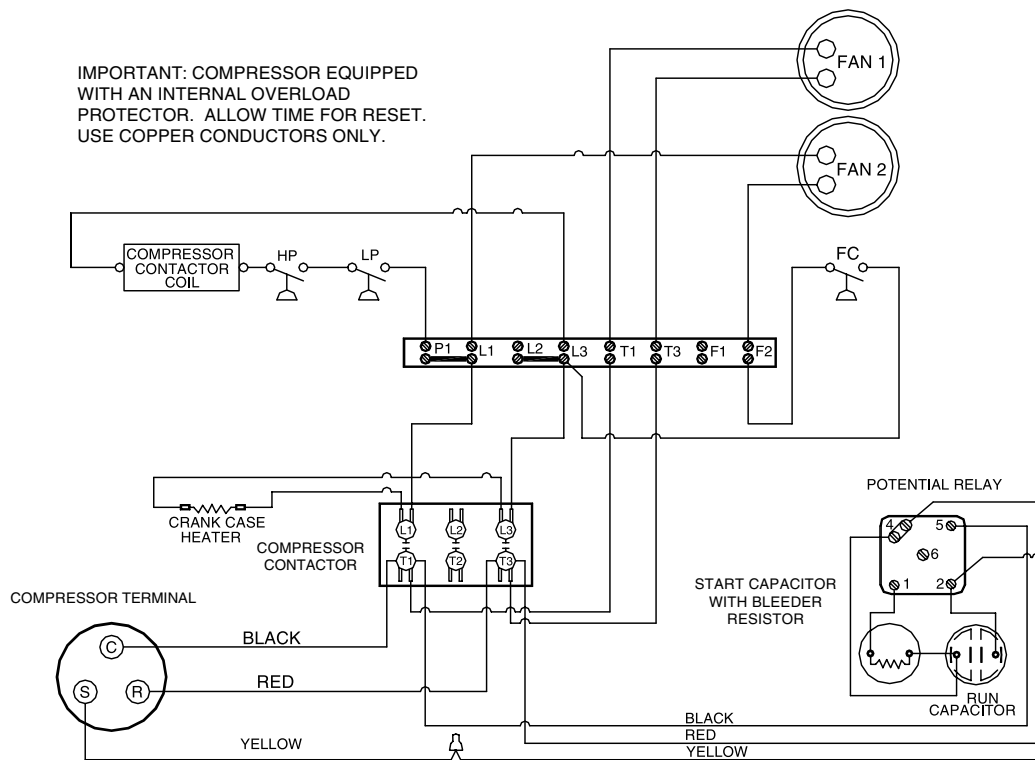 IMPORTANT: COMPRESSOR EQUIPPED
WITH AN INTERNAL OVERLOAD
PROTECTOR. ALLOW TIME FOR RESET.
USE COPPER CONDUCTORS ONLY.
FAN 1
FAN 2
COMPRESSOR
CONTACTOR
COIL
HP
LP
FC
P1 L1 L2 L3 T1 T3 F1 F2
CRANK CASE
HEATER
COMPRESSOR
CONTACTOR
L1 L2 L3
T1 T2 T3
POTENTIAL RELAY
4 5
6
1 2
START CAPACITOR
WITH BLEEDER
RESISTOR
RUN
CAPACITOR
COMPRESSOR TERMINAL
C
S R
BLACK
RED
YELLOW
BLACK
RED
YELLOW